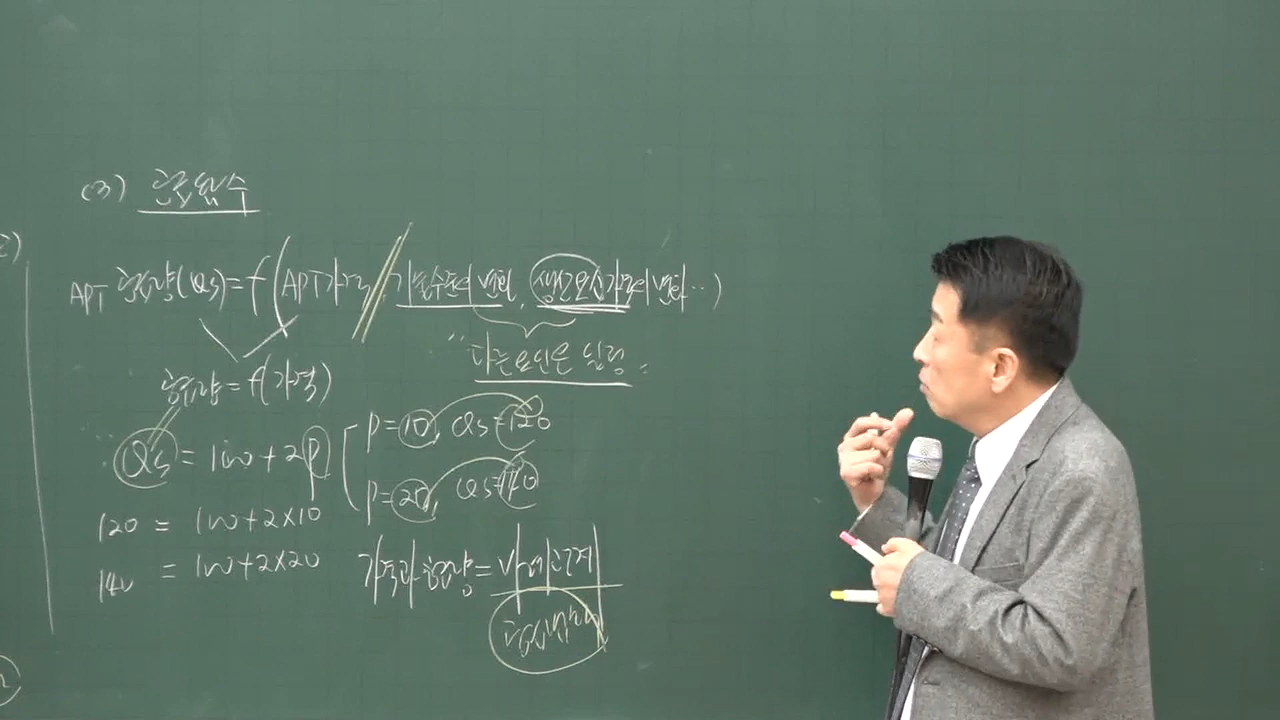 (3) 공급함수
APT 공급량(Qs)=f(APT가격 // 기술수준의 변화, 생산요소가격의 변화…)
"다른요인은 일정"
공급량=f(가격)
Qs = 100+2P
P=10, Qs=120
P=20, Qs=140
120 = 100+2×10
140 = 100+2×20
가격과 공급량=비례관계